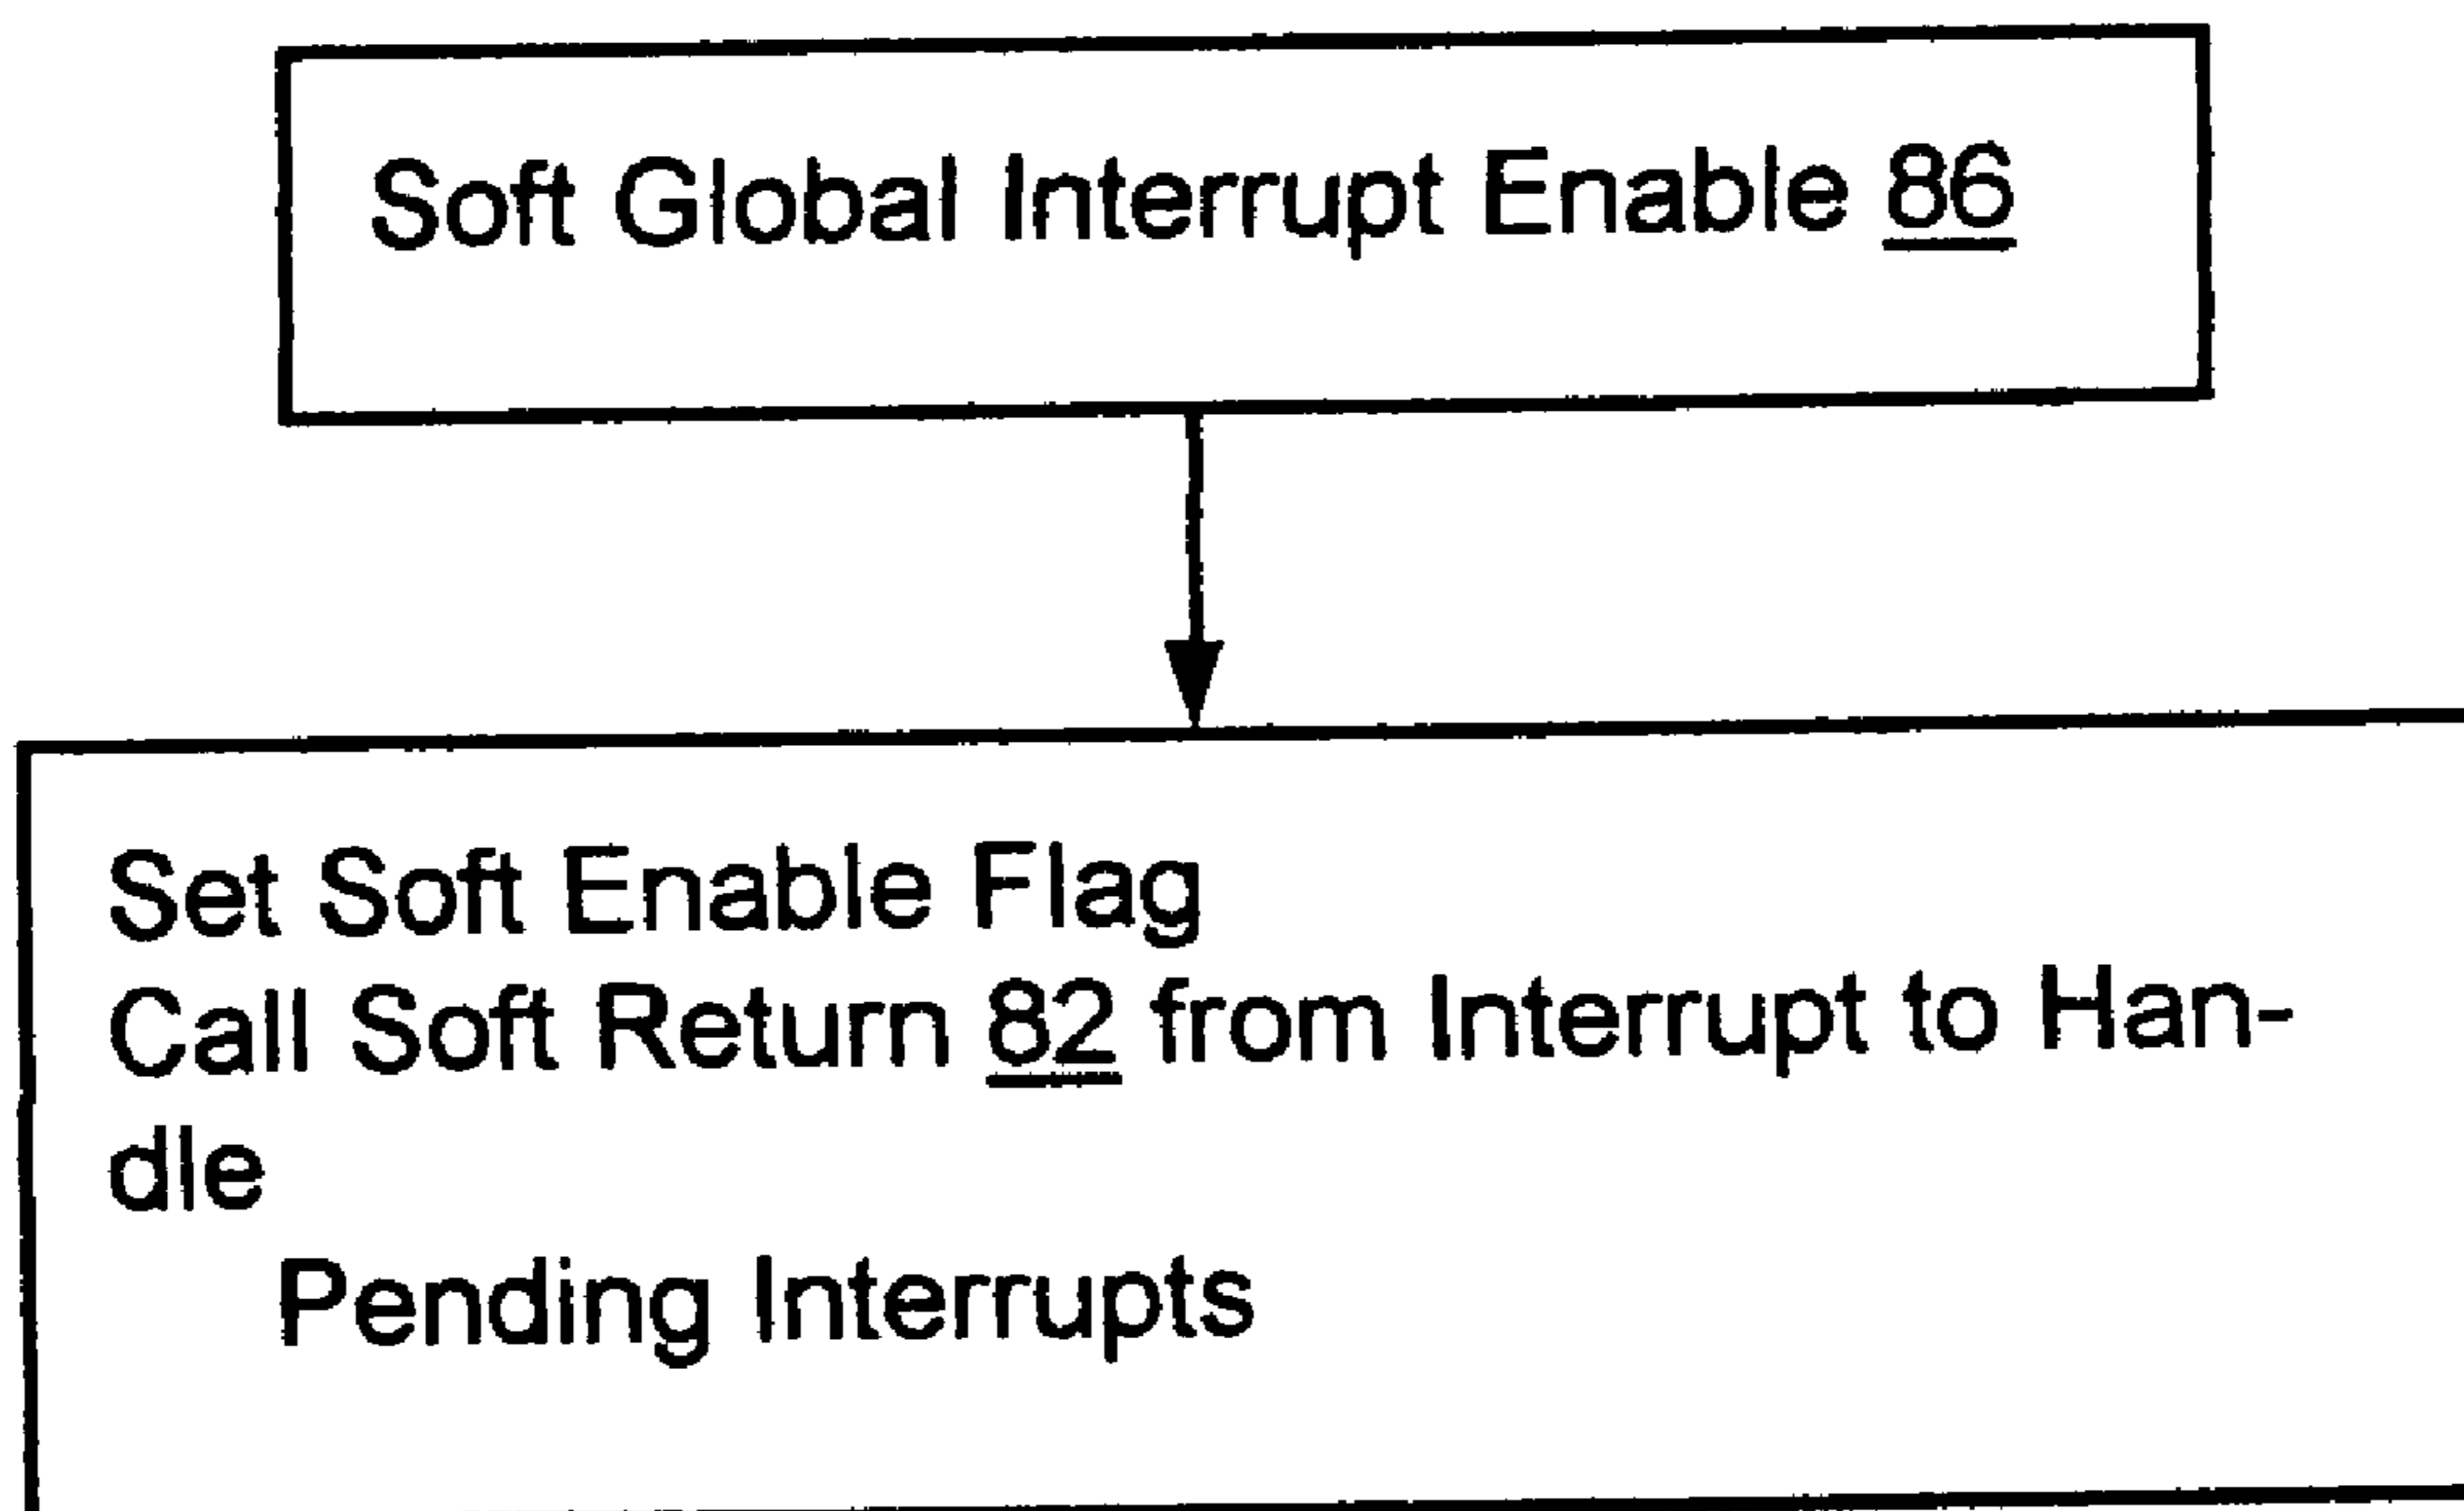 Soft Global Interrupt Enable 86
Set Soft Enable Flag
Call Soft Return 82 from Interrupt to Han-
dle
Pending Interrupts